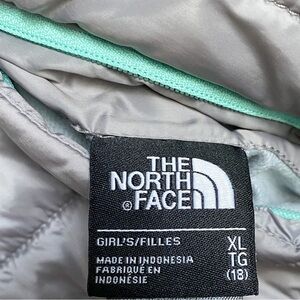 THE
NORTH
®FACE
GIRL'S/FILLES XL
MADE IN INDONESIA TG
FABRIQUÉ EN (18)
INDONÉSIE